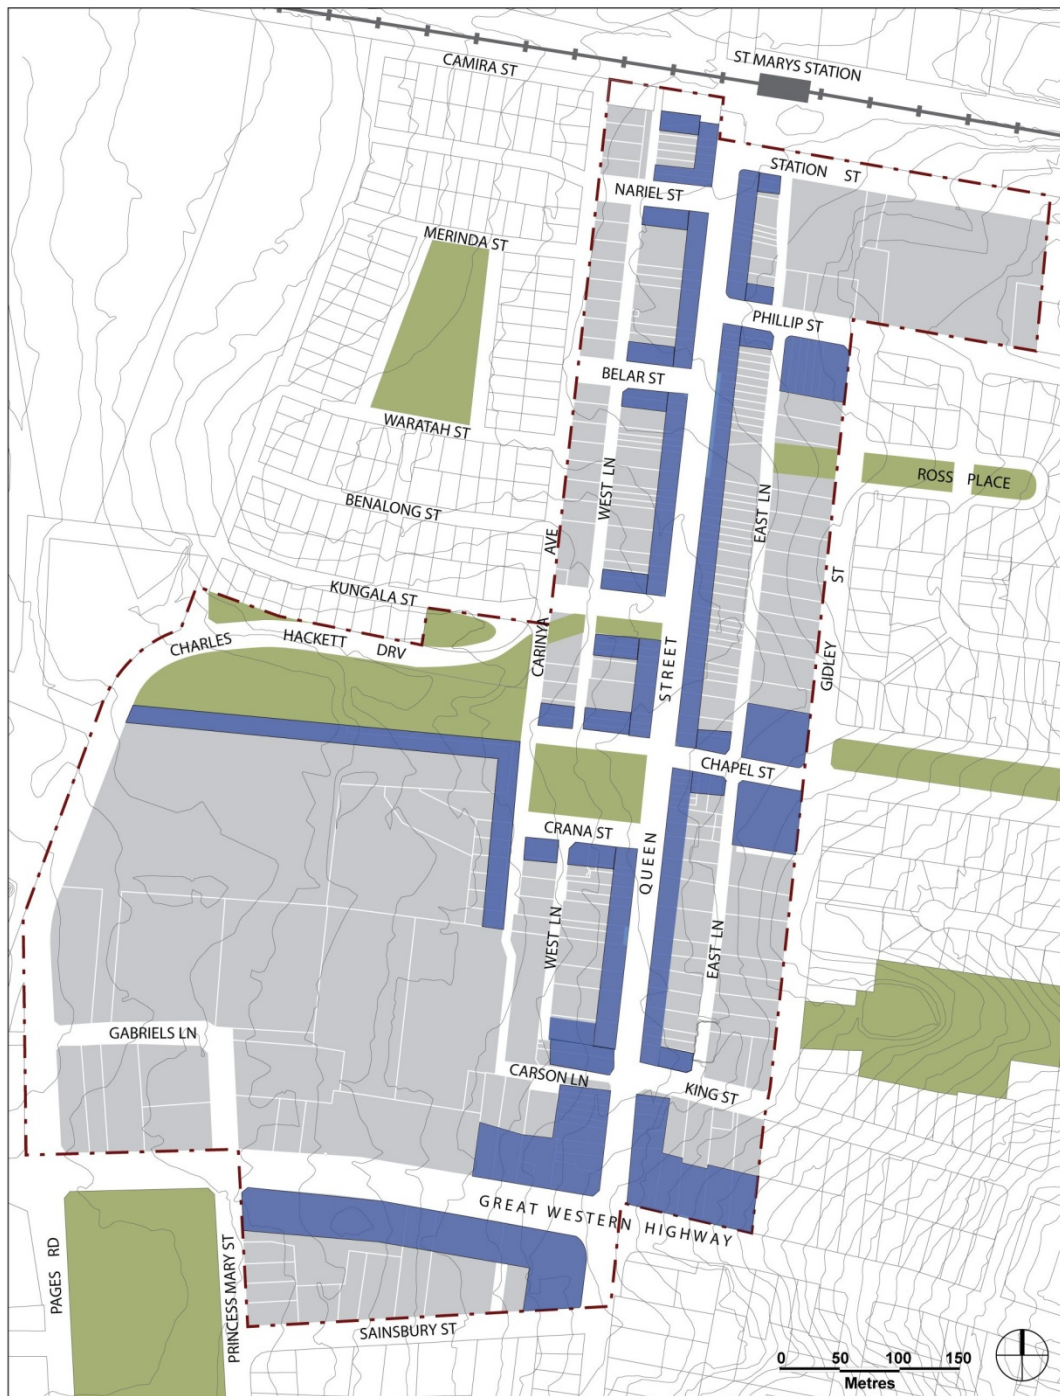 CAMIRA ST
ST MARYS STATION
STATION ST
NARIEL ST
MERINDA ST
PHILLIP ST
BELAR ST
WARATAH ST
WEST LN
EAST LN
ROSS PLACE
BENALONG ST
AVE
ST
KUNGALA ST
CHARLES HACKETT DRV
CARINYA
STREET
GIDLEY
CHAPEL ST
CRANA ST
QUEEN
WEST LN
EAST LN
GABRIELS LN
CARSON LN
KING ST
GREAT WESTERN HIGHWAY
PAGES RD
PRINCESS MARY ST
SAINSBURY ST
0 50 100 150
Metres